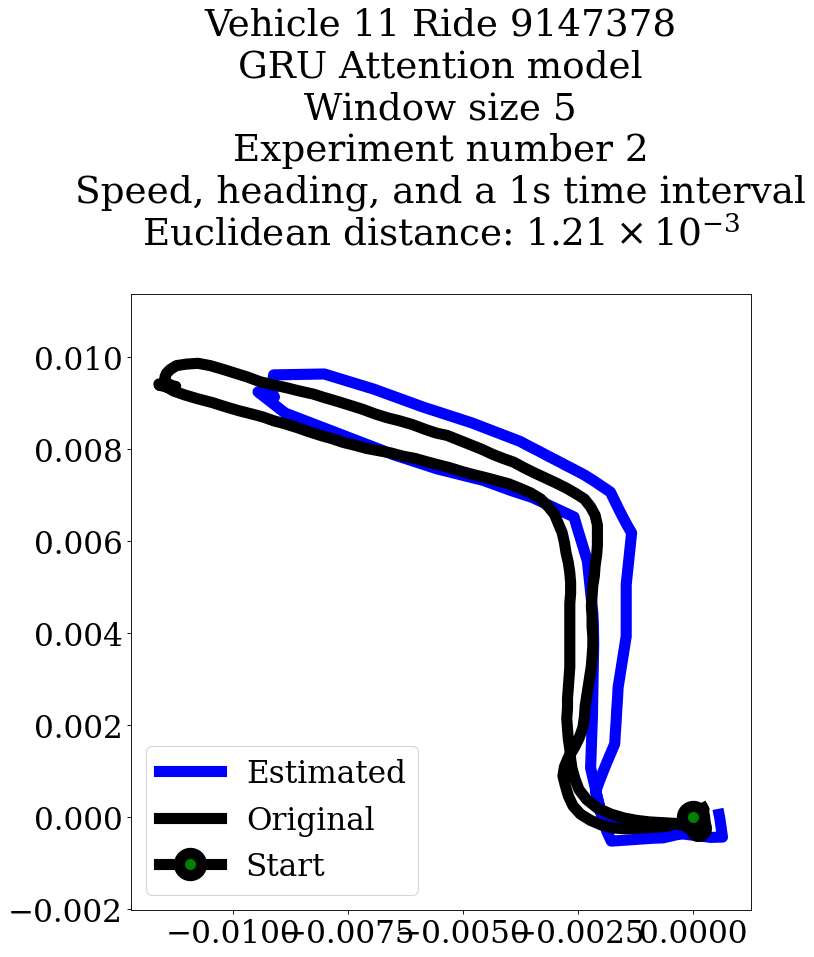 Vehicle 11 Ride 9147378
GRU Attention model
Window size 5
Experiment number 2
Speed, heading, and a 1s time interval
Euclidean distance: 1.21 × 10⁻³
0.010
0.008
0.006
0.004
0.002
0.000
−0.002
Estimated
Original
Start
−0.0100 −0.0075 −0.0050 −0.0025 0.0000